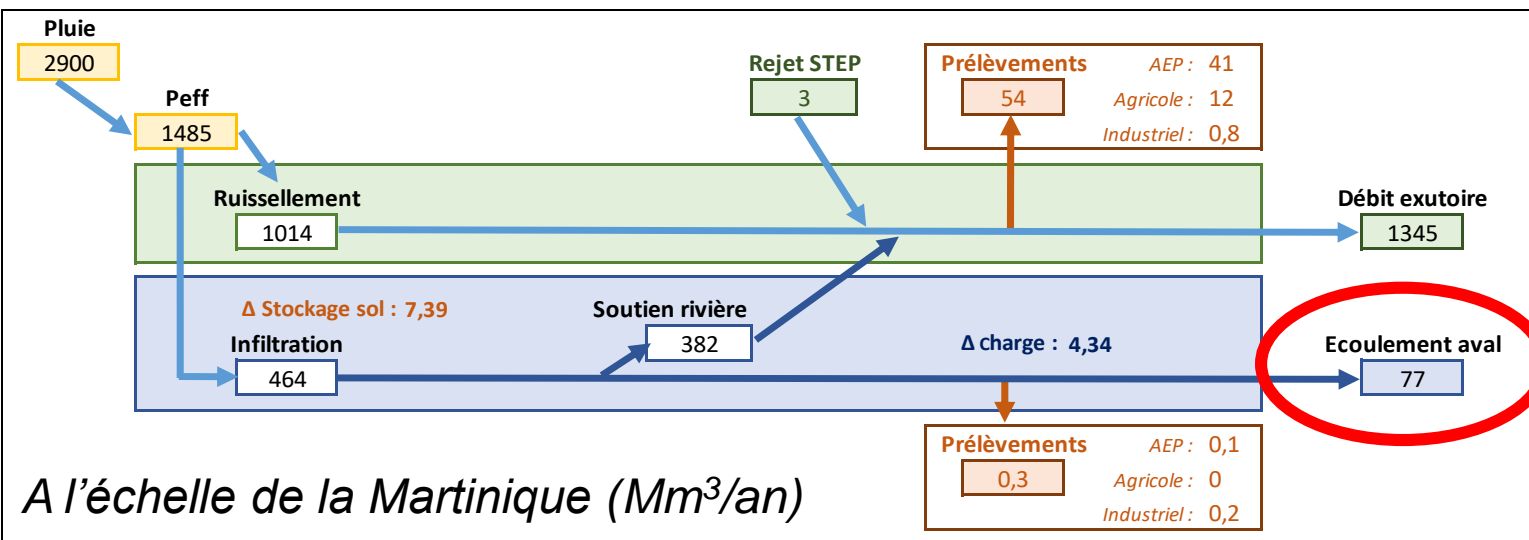 Pluie
2900
Peff
1485
Rejet STEP
3
Prélèvements
54
AEP : 41
Agricole : 12
Industriel : 0,8
Ruissellement
1014
Débit exutoire
1345
Δ Stockage sol : 7,39
Infiltration
464
Soutien rivière
382
Δ charge : 4,34
Ecoulement aval
77
Prélèvements
0,3
AEP : 0,1
Agricole : 0
Industriel : 0,2
A l’échelle de la Martinique (Mm³/an)